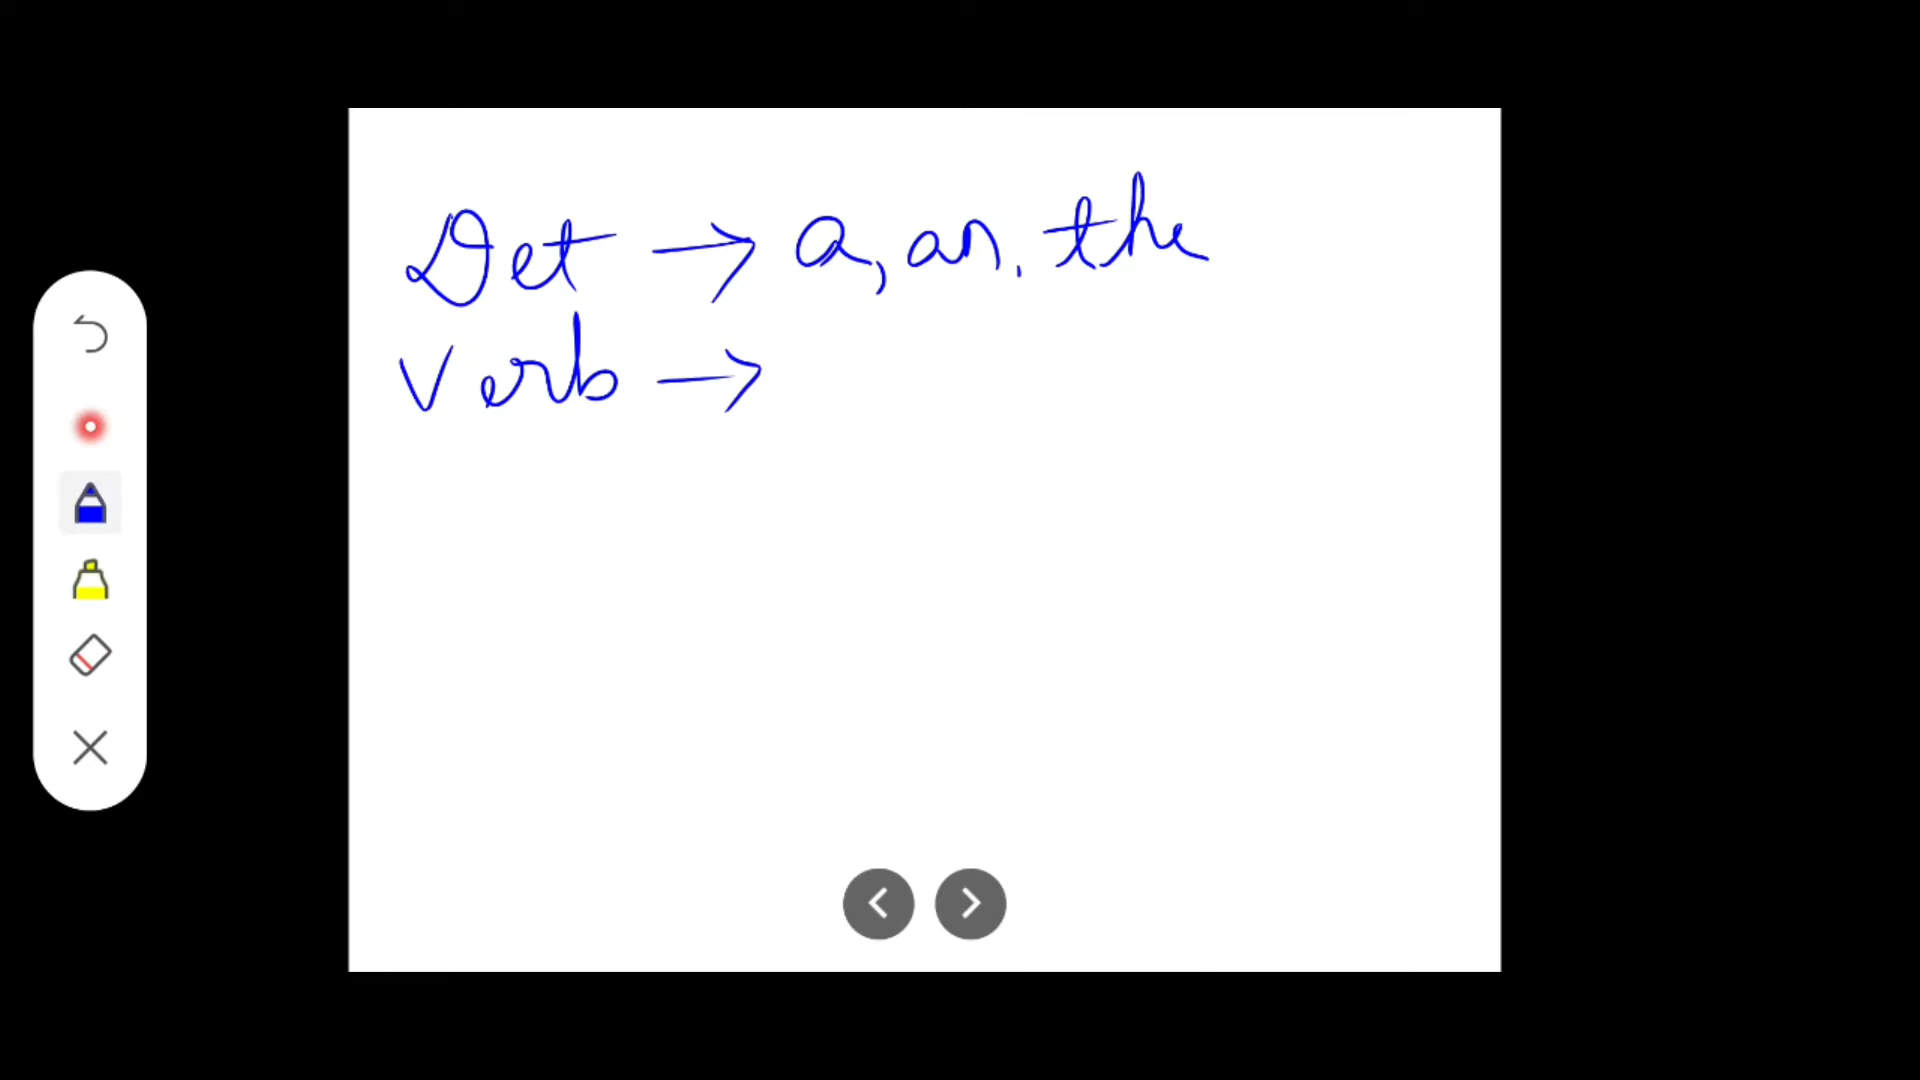 Det → a, an, the
Verb →